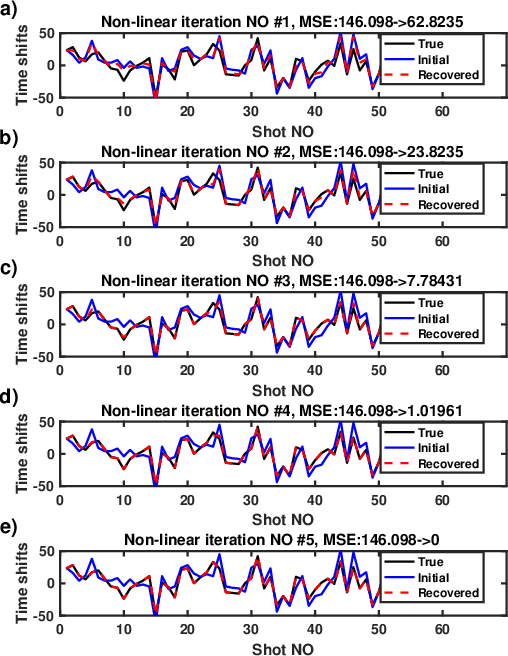 a)
Non-linear iteration NO #1, MSE:146.098->62.8235
Time shifts
50
0
-50
True
Initial
Recovered
0 10 20 30 40 50 60
Shot NO
b)
Non-linear iteration NO #2, MSE:146.098->23.8235
Time shifts
50
0
-50
True
Initial
Recovered
0 10 20 30 40 50 60
Shot NO
c)
Non-linear iteration NO #3, MSE:146.098->7.78431
Time shifts
50
0
-50
True
Initial
Recovered
0 10 20 30 40 50 60
Shot NO
d)
Non-linear iteration NO #4, MSE:146.098->1.01961
Time shifts
50
0
-50
True
Initial
Recovered
0 10 20 30 40 50 60
Shot NO
e)
Non-linear iteration NO #5, MSE:146.098->0
Time shifts
50
0
-50
True
Initial
Recovered
0 10 20 30 40 50 60
Shot NO